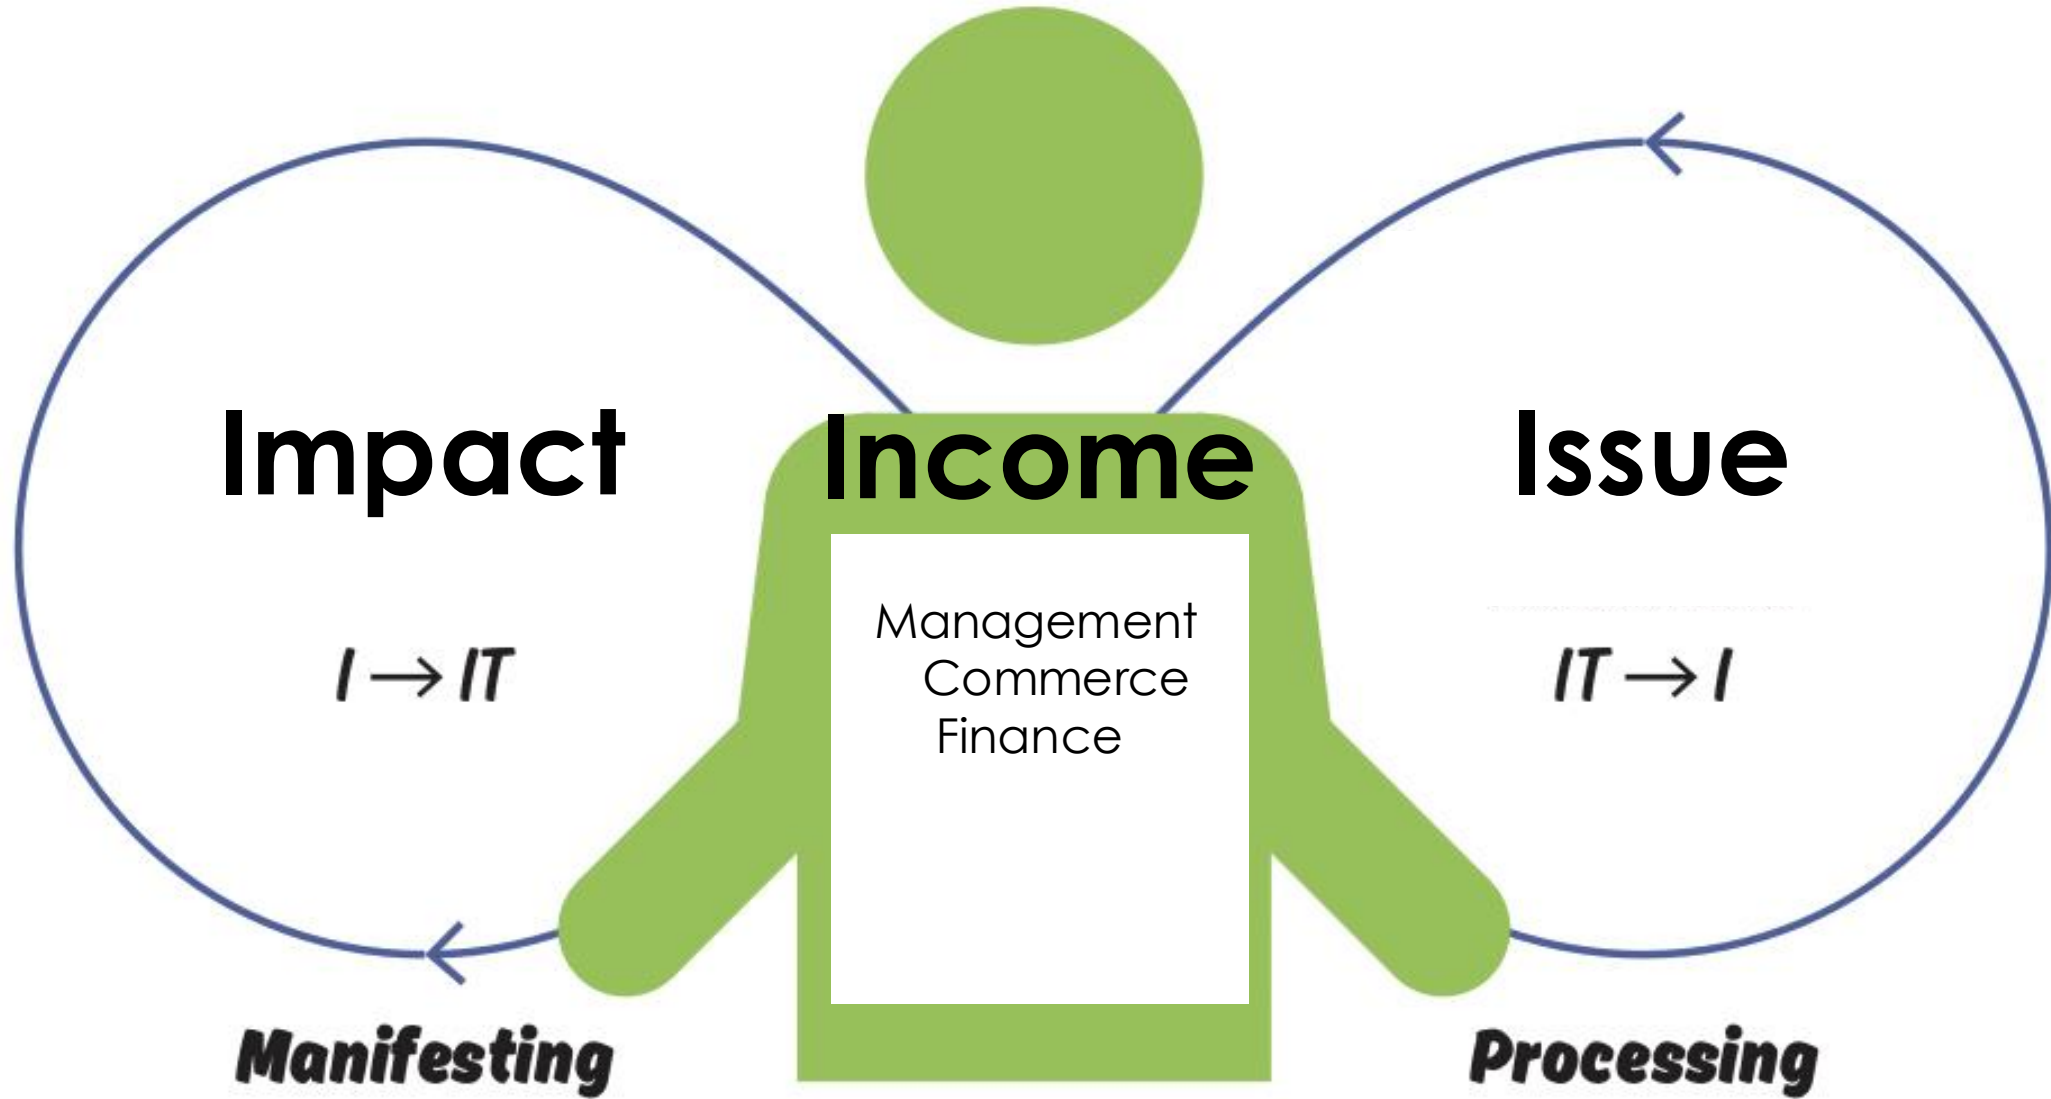 Impact
Income
Issue
Management
Commerce
Finance
I → IT
IT → I
Manifesting
Processing